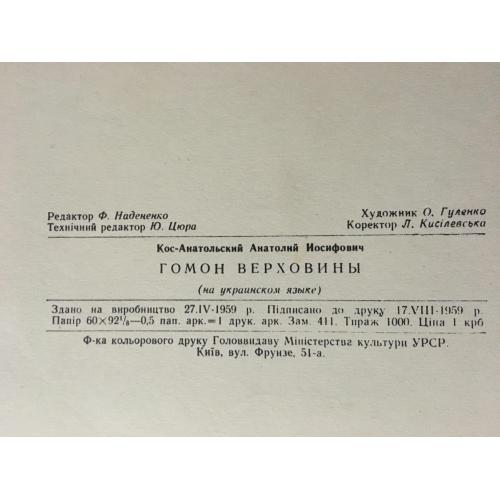 Редактор Ф. Надененко
Художник О. Гуленко
Технічний редактор Ю. Цюра
Коректор Л. Кисілевська
Кос-Анатольский Анатолий Иосифович
ГОМОН ВЕРХОВИНЫ
(на украинском языке)
Здано на виробництво 27.IV-1959 р. Підписано до друку 17.VIII-1959 р.
Папір 60×92¹/₈—0,5 пап. арк.=1 друк. арк. Зам. 411. Тираж 1000. Ціна 1 крб
Ф-ка кольорового друку Головвидаву Міністерства культури УРСР.
Київ, вул. Фрунзе, 51-а.